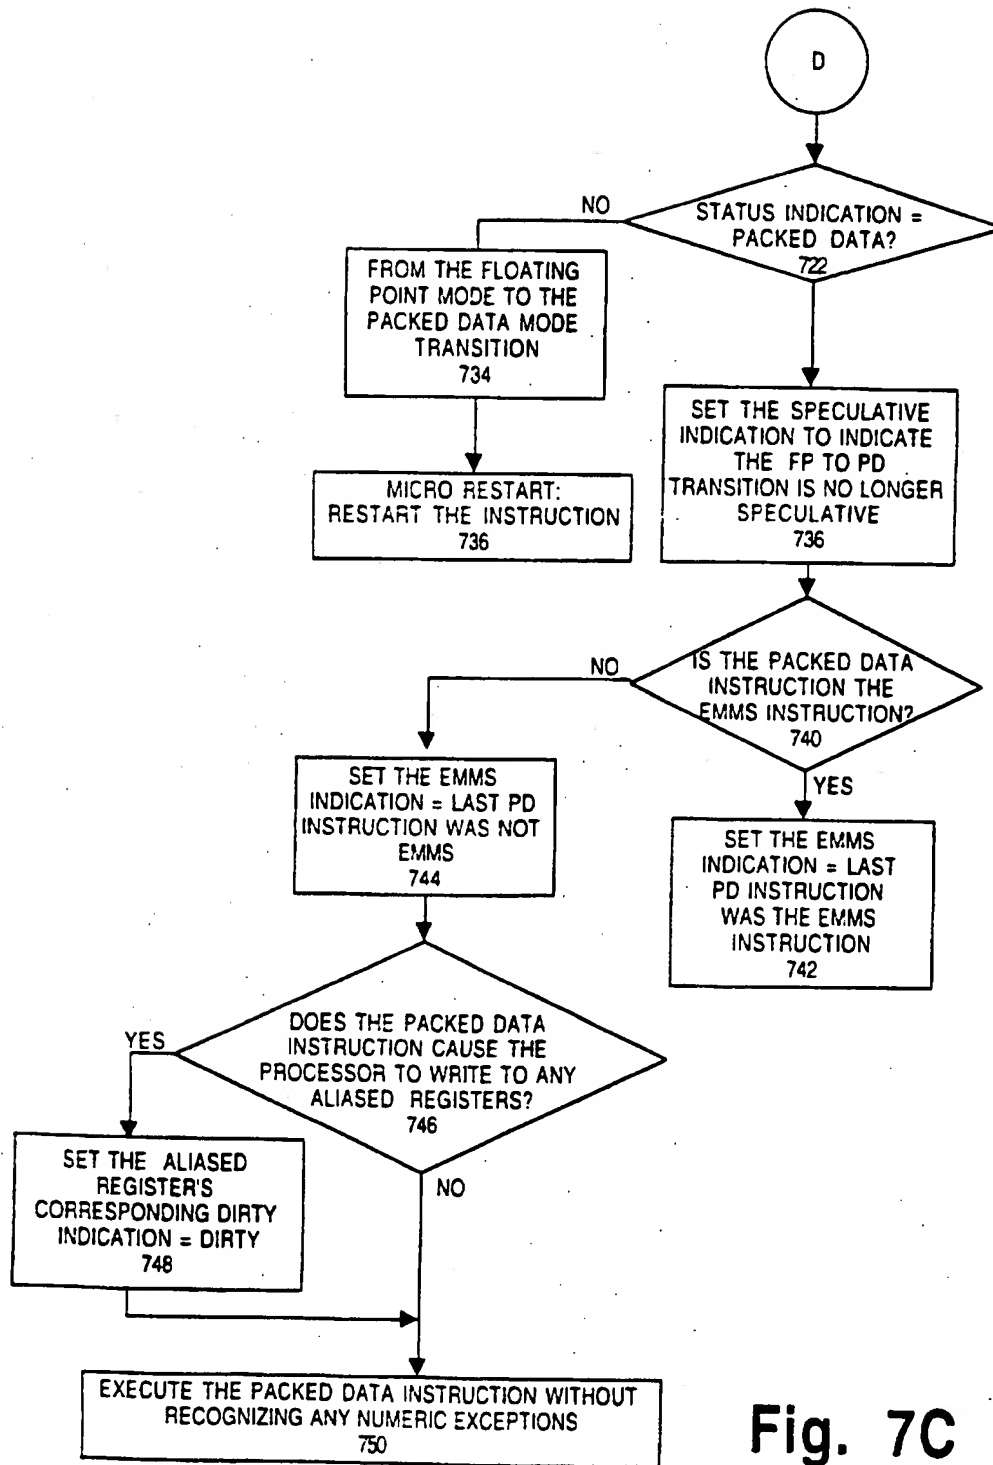 D
STATUS INDICATION =
PACKED DATA?
722
NO
FROM THE FLOATING
POINT MODE TO THE
PACKED DATA MODE
TRANSITION
734
MICRO RESTART:
RESTART THE INSTRUCTION
736
SET THE SPECULATIVE
INDICATION TO INDICATE
THE FP TO PD
TRANSITION IS NO LONGER
SPECULATIVE
736
IS THE PACKED DATA
INSTRUCTION THE
EMMS INSTRUCTION?
740
NO
YES
SET THE EMMS
INDICATION = LAST PD
INSTRUCTION WAS NOT
EMMS
744
SET THE EMMS
INDICATION = LAST
PD INSTRUCTION
WAS THE EMMS
INSTRUCTION
742
DOES THE PACKED DATA
INSTRUCTION CAUSE THE
PROCESSOR TO WRITE TO ANY
ALIASED REGISTERS?
746
YES
NO
SET THE ALIASED
REGISTER'S
CORRESPONDING DIRTY
INDICATION = DIRTY
748
EXECUTE THE PACKED DATA INSTRUCTION WITHOUT
RECOGNIZING ANY NUMERIC EXCEPTIONS
750
Fig. 7C